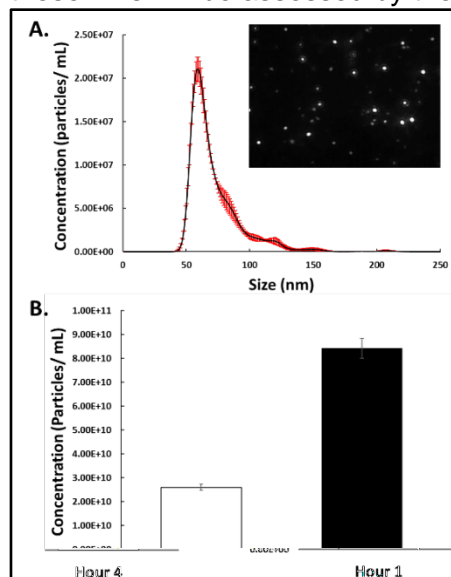 A.
Concentration (particles/ mL)
2.50E+07
2.00E+07
1.50E+07
1.00E+07
5.00E+06
0.00E+00
0 50 100 150 200 250
Size (nm)
B.
Concentration (Particles/ mL)
1.00E+11
9.00E+10
8.00E+10
7.00E+10
6.00E+10
5.00E+10
4.00E+10
3.00E+10
2.00E+10
1.00E+10
Hour 4 Hour 1